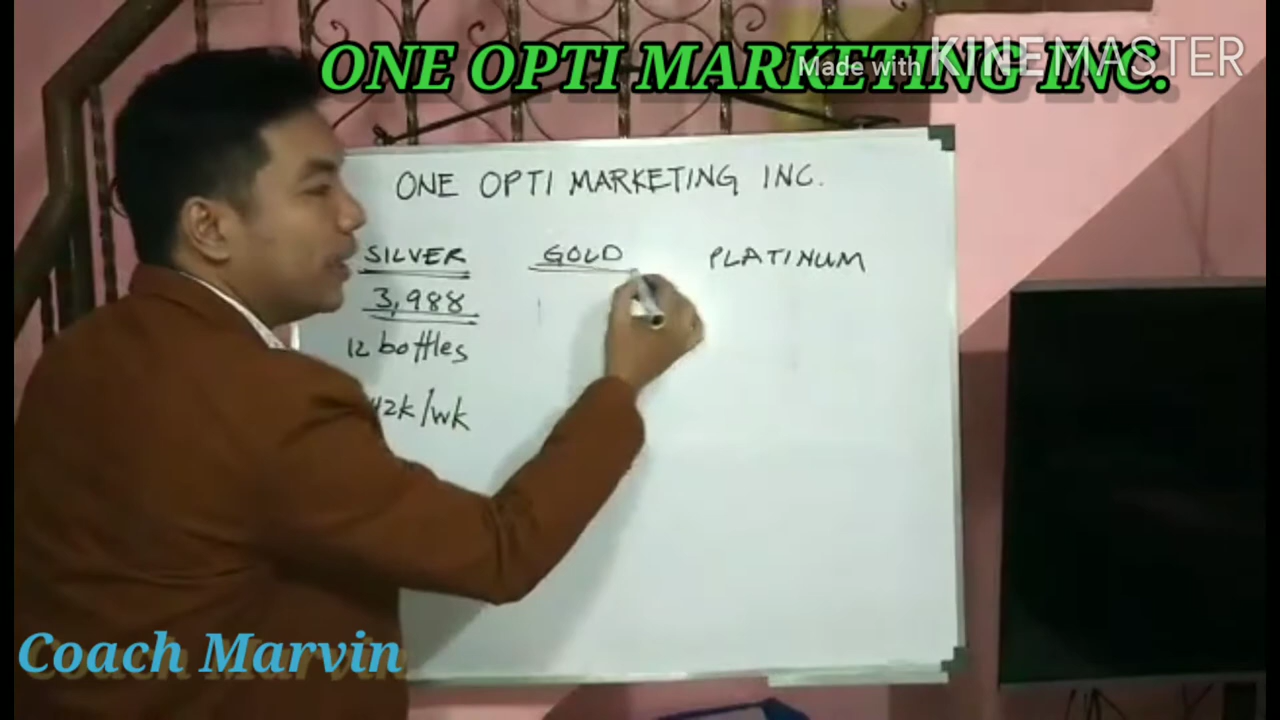 ONE OPTI MARKETING INC.
Made with KINEMASTER
ONE OPTI MARKETING INC.
SILVER GOLD PLATINUM
3,988
12 bottles
42k/wk
Coach Marvin